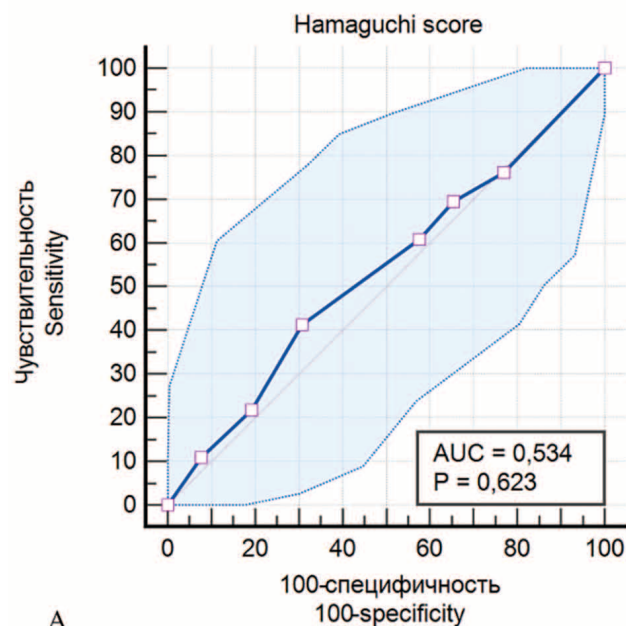 Hamaguchi score
100
90
80
70
60
50
40
30
20
10
0
Чувствительность
Sensitivity
AUC = 0,534
P = 0,623
0 20 40 60 80 100
100-специфичность
100-specificity
А